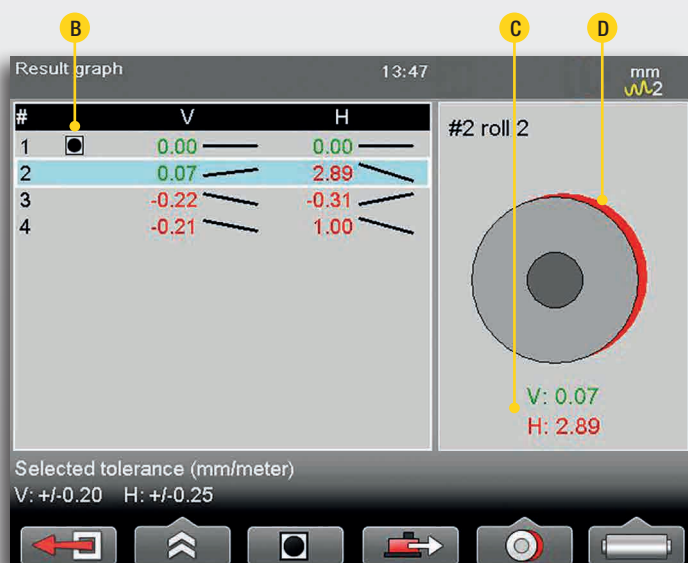 B
C
D
Result graph 13:47 mm
2
# V H
1 0.00 0.00
2 0.07 2.89
3 -0.22 -0.31
4 -0.21 1.00
#2 roll 2
V: 0.07
H: 2.89
Selected tolerance (mm/meter)
V: +/-0.20 H: +/-0.25